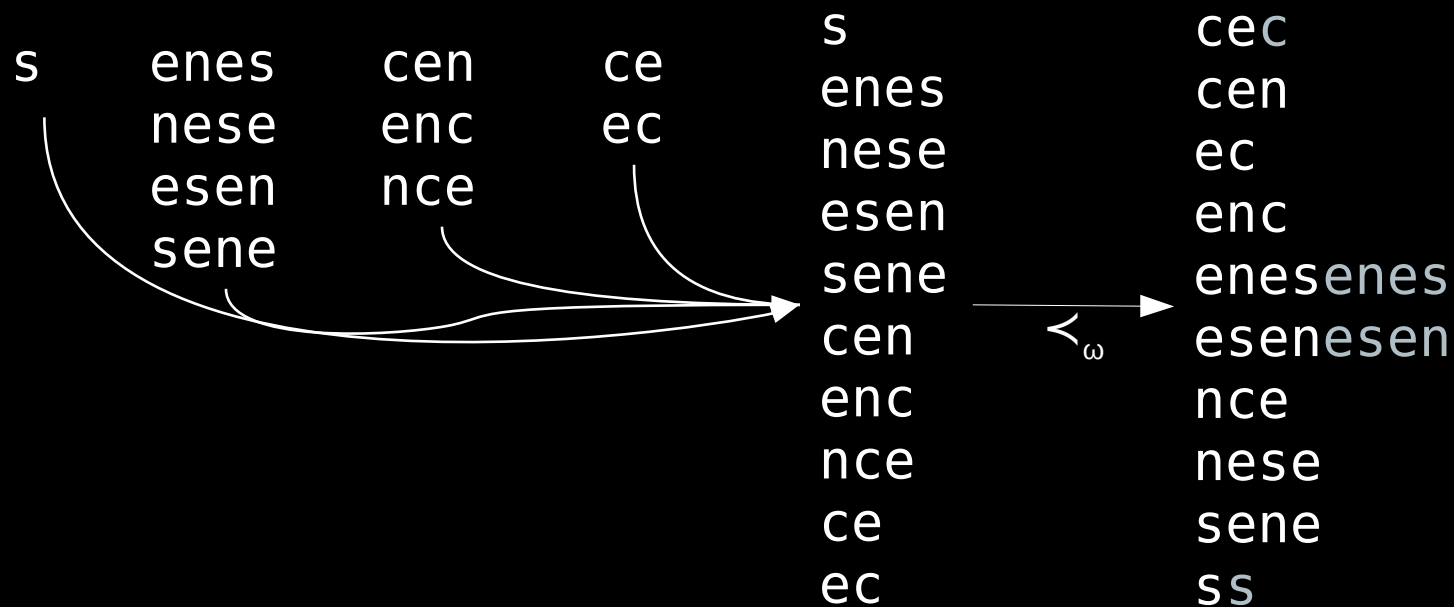 s
enes
nese
esen
sene
cen
enc
nce
ce
ec
s
enes
nese
esen
sene
cen
enc
nce
ce
ec
≺ω
cec
cen
ec
enc
enesenes
esenesen
nce
nese
sene
ss